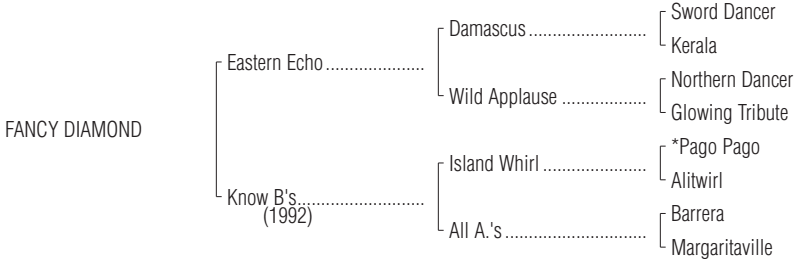 Sword Dancer
Damascus ........................
Kerala
Eastern Echo .....................
Northern Dancer
Wild Applause ..................
Glowing Tribute
FANCY DIAMOND
*Pago Pago
Island Whirl ......................
Alitwirl
Know B's...........................
(1992)
Barrera
All A.'s ..............................
Margaritaville